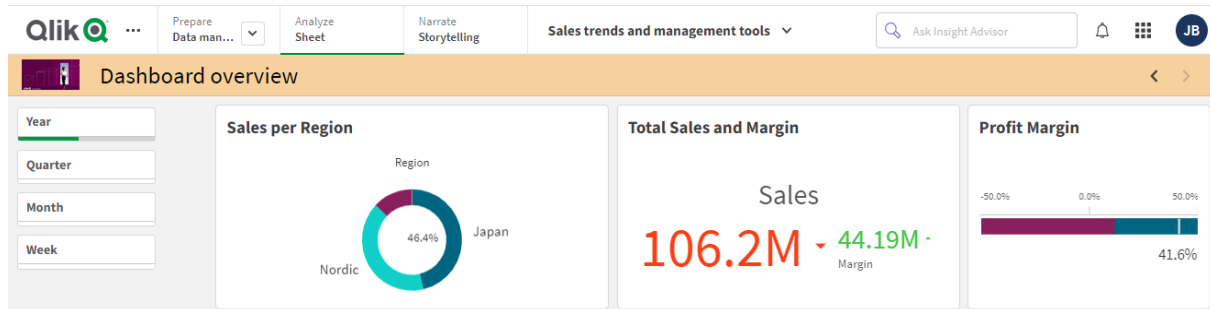 Qlik
Prepare
Data man...
Analyze
Sheet
Narrate
Storytelling
Sales trends and management tools
Ask Insight Advisor
JB
Dashboard overview
Year
Quarter
Month
Week
Sales per Region
Region
46.4%
Japan
Nordic
Total Sales and Margin
Sales
106.2M
44.19M
Margin
Profit Margin
-50.0% 0.0% 50.0%
41.6%